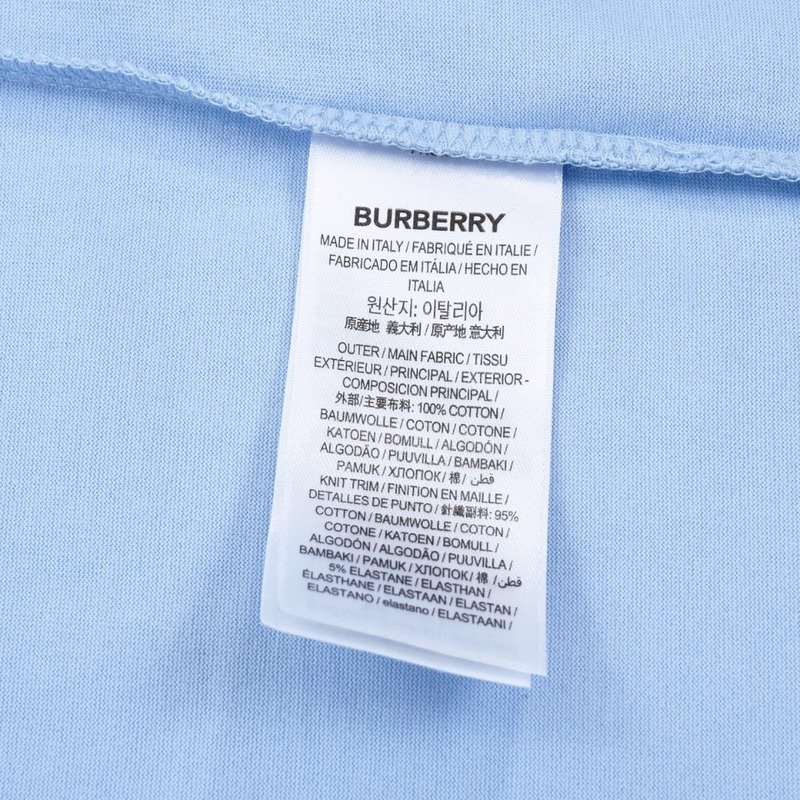 BURBERRY
MADE IN ITALY / FABRIQUÉ EN ITALIE /
FABRICADO EM ITÁLIA / HECHO EN
ITALIA
원산지: 이탈리아
原産地 義大利 / 原产地 意大利
OUTER / MAIN FABRIC / TISSU
EXTÉRIEUR / PRINCIPAL / EXTERIOR -
COMPOSICION PRINCIPAL /
外部/主要布料: 100% COTTON /
BAUMWOLLE / COTON / COTONE /
KATOEN / BOMULL / ALGODÓN /
ALGODÃO / PUUVILLA / BAMBAKI /
PAMUK / ХЛОПОК/ 棉 / قطن /
KNIT TRIM / FINITION EN MAILLE /
DETALLES DE PUNTO / 針織副料: 95%
COTTON / BAUMWOLLE / COTON /
COTONE / KATOEN / BOMULL /
ALGODÓN / ALGODÃO / PUUVILLA /
BAMBAKI / PAMUK / ХЛОПОК/ 棉 / قطن /
5% ELASTANE / ELASTHAN /
ÉLASTHANE / ELASTAAN / ELASTAN /
ELASTANO / elastano / ELASTAANI /